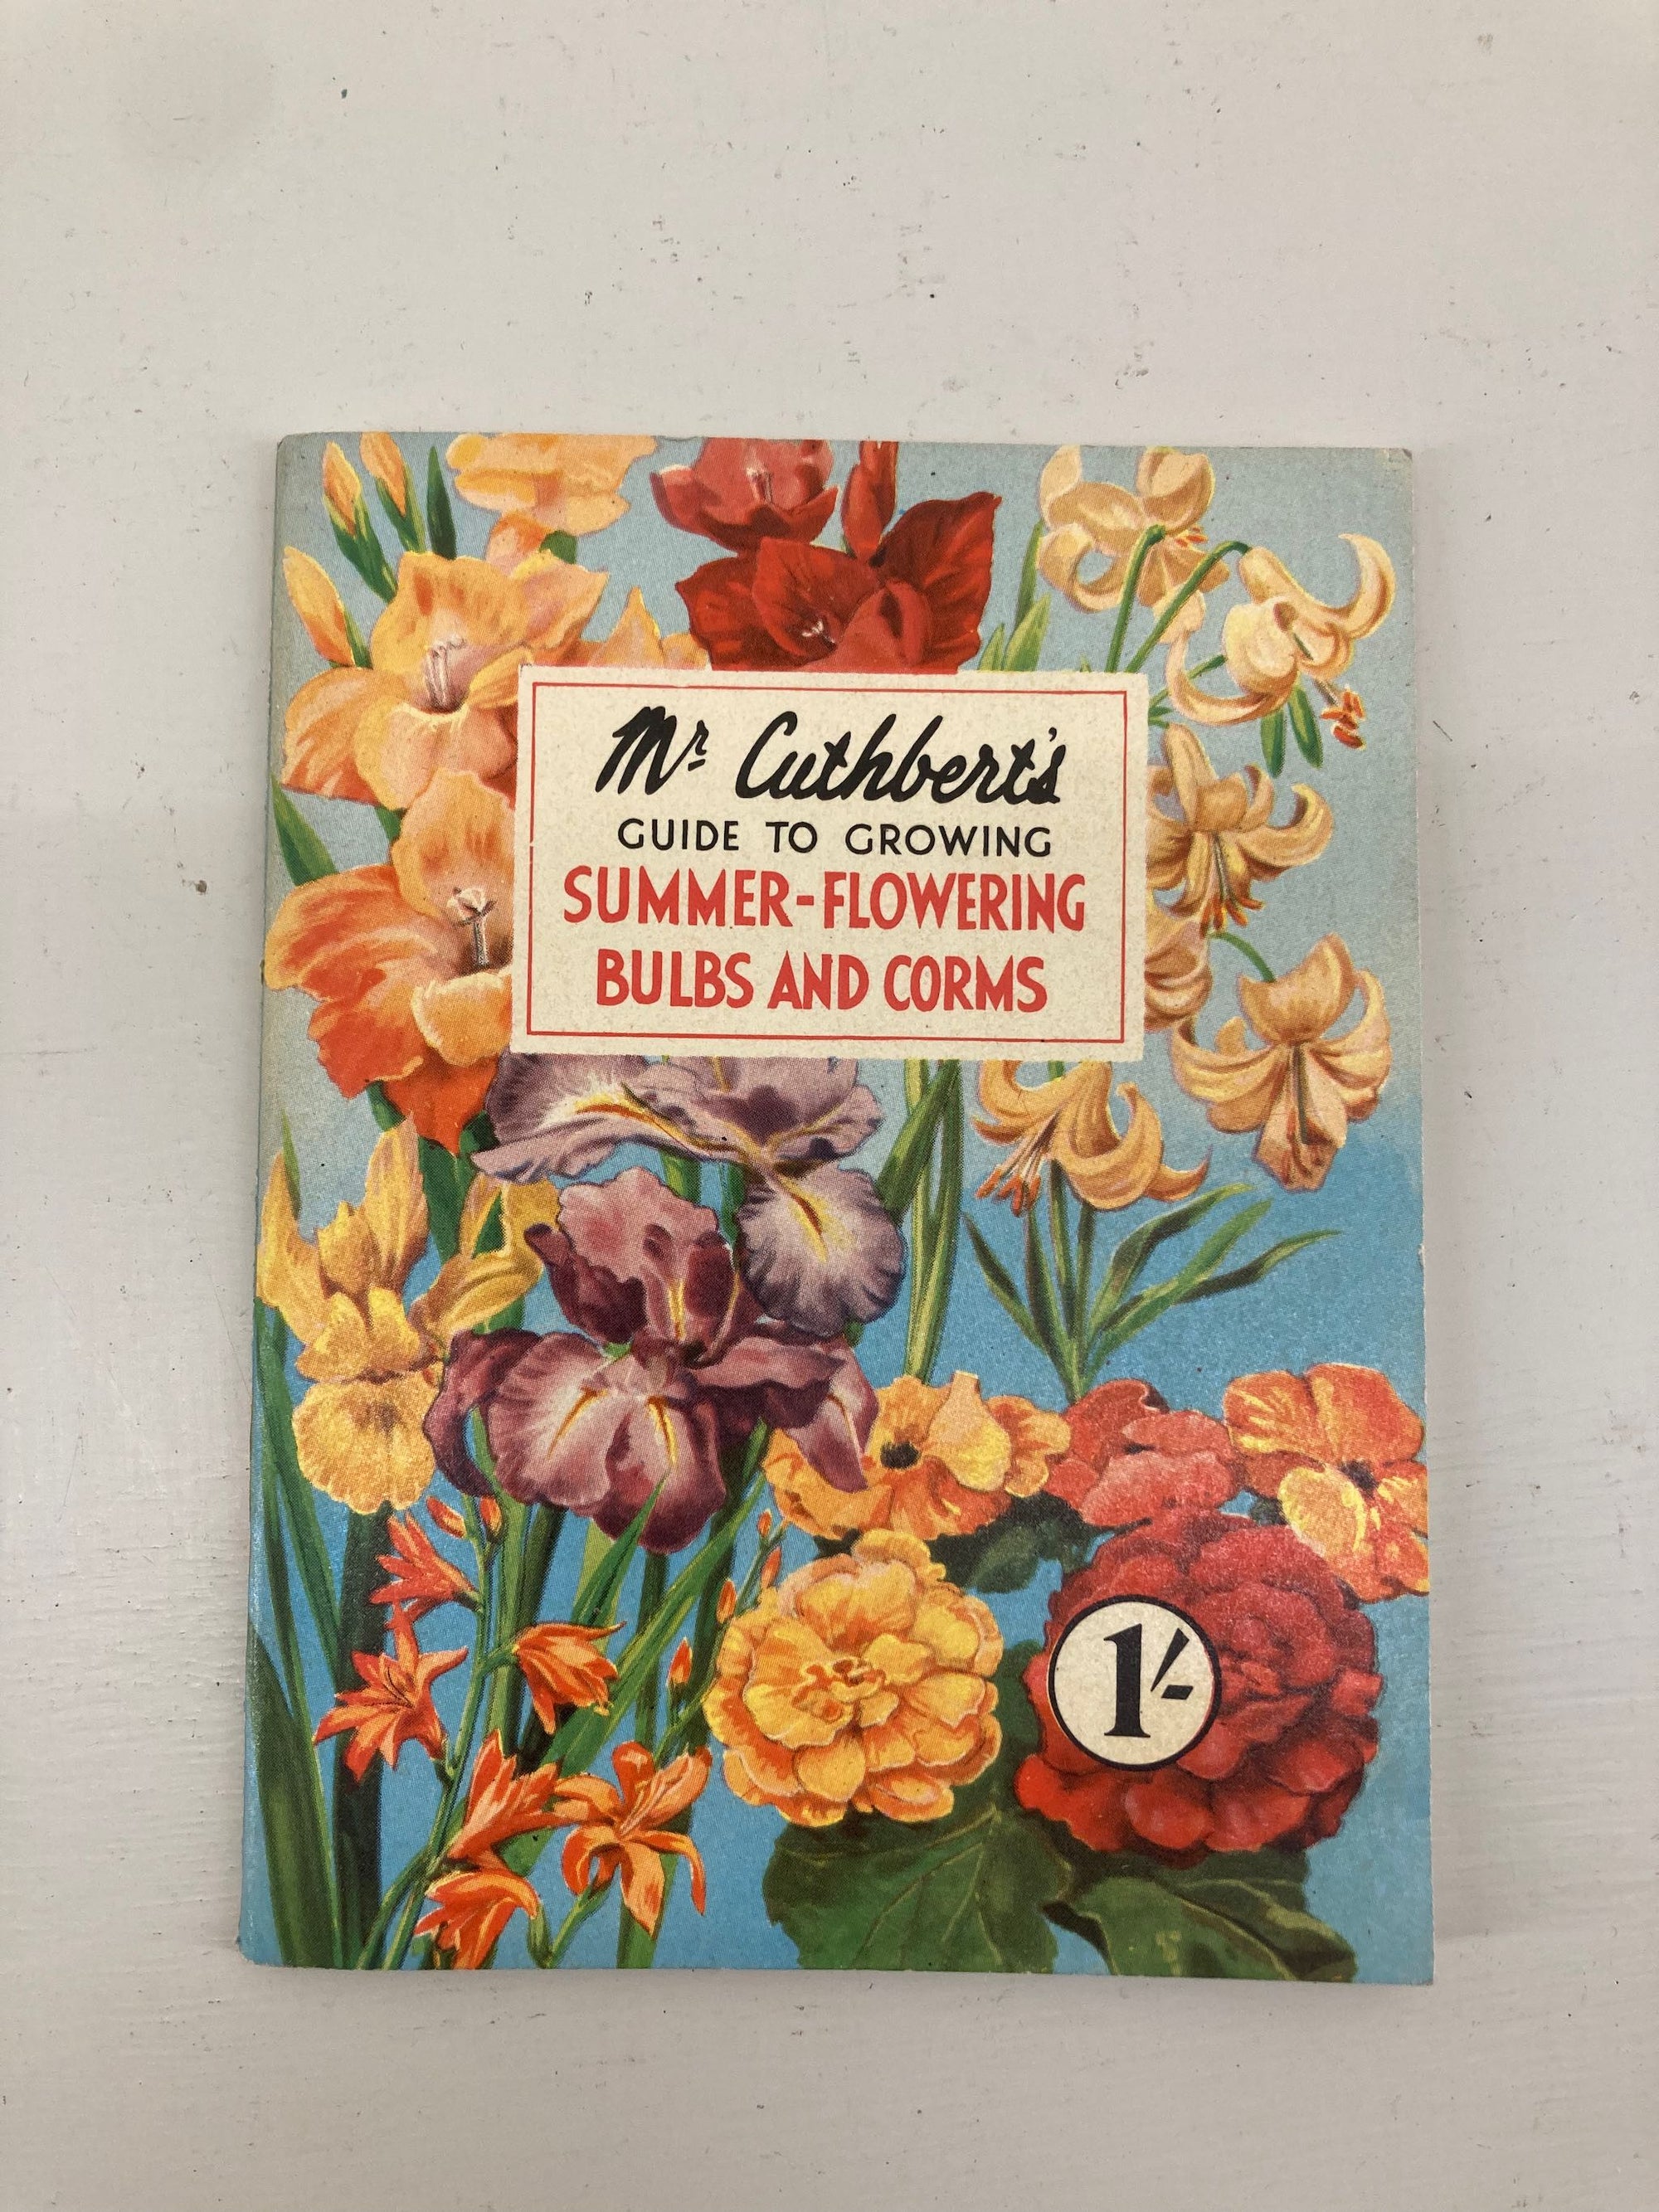 Mr Cuthbert's
GUIDE TO GROWING
SUMMER-FLOWERING
BULBS AND CORMS
1/-